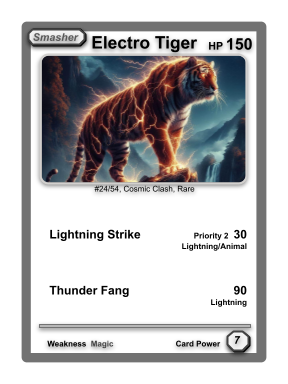 Smasher Electro Tiger HP 150
#24/54, Cosmic Clash, Rare
Lightning Strike Priority 2 30
Lightning/Animal
Thunder Fang 90
Lightning
Weakness Magic Card Power 7